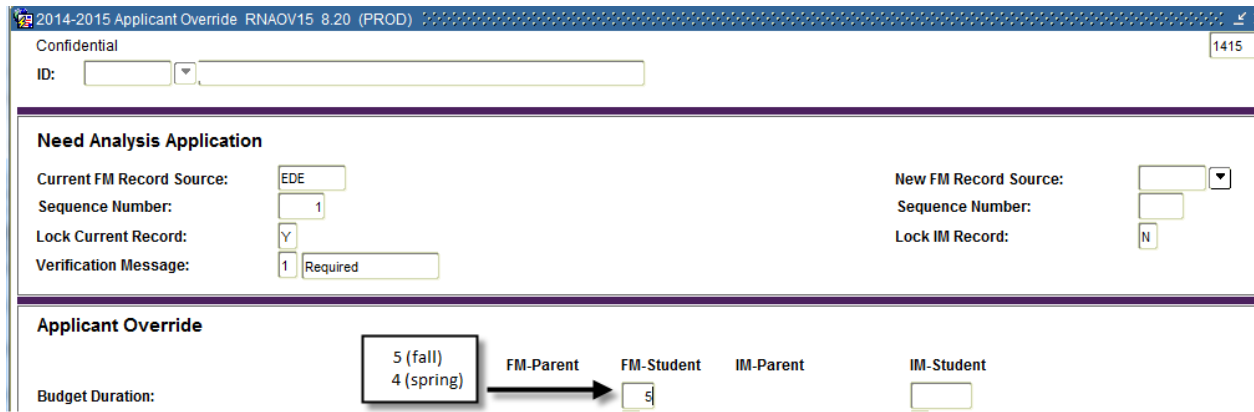 2014-2015 Applicant Override RNAOV15 8.20 (PROD)
Confidential
1415
ID:
Need Analysis Application
Current FM Record Source: EDE New FM Record Source:
Sequence Number: 1 Sequence Number:
Lock Current Record: Y Lock IM Record: N
Verification Message: 1 Required
Applicant Override
5 (fall)
4 (spring)
FM-Parent FM-Student IM-Parent IM-Student
Budget Duration: 5